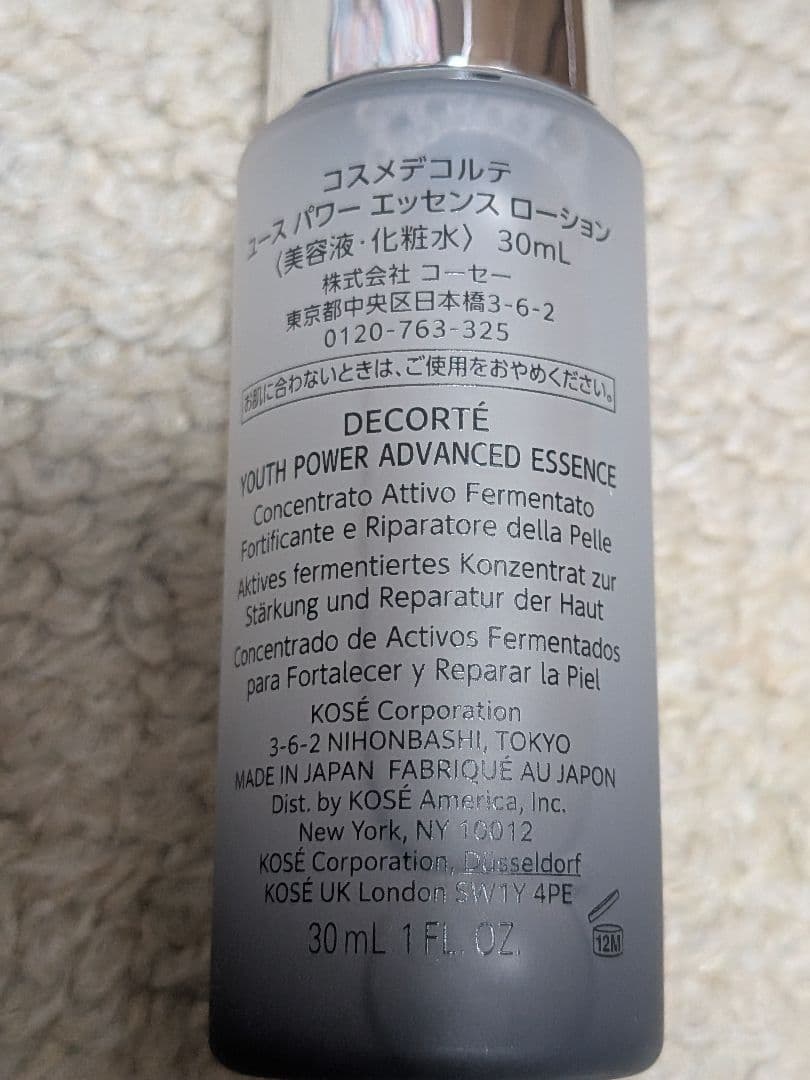 コスメデコルテ
ユース パワー エッセンス ローション
〈美容液・化粧水〉 30mL
株式会社 コーセー
東京都中央区日本橋3-6-2
0120-763-325
お肌に合わないときは、ご使用をおやめください。
DECORTÉ
YOUTH POWER ADVANCED ESSENCE
Concentrato Attivo Fermentato
Fortificante e Riparatore della Pelle
Aktives fermentiertes Konzentrat zur
Stärkung und Reparatur der Haut
Concentrado de Activos Fermentados
para Fortalecer y Reparar la Piel
KOSÉ Corporation
3-6-2 NIHONBASHI, TOKYO
MADE IN JAPAN FABRIQUÉ AU JAPON
Dist. by KOSÉ America, Inc.
New York, NY 10012
KOSÉ Corporation, Düsseldorf
KOSÉ UK London SW1Y 4PE
30 mL 1 FL. OZ.
12M